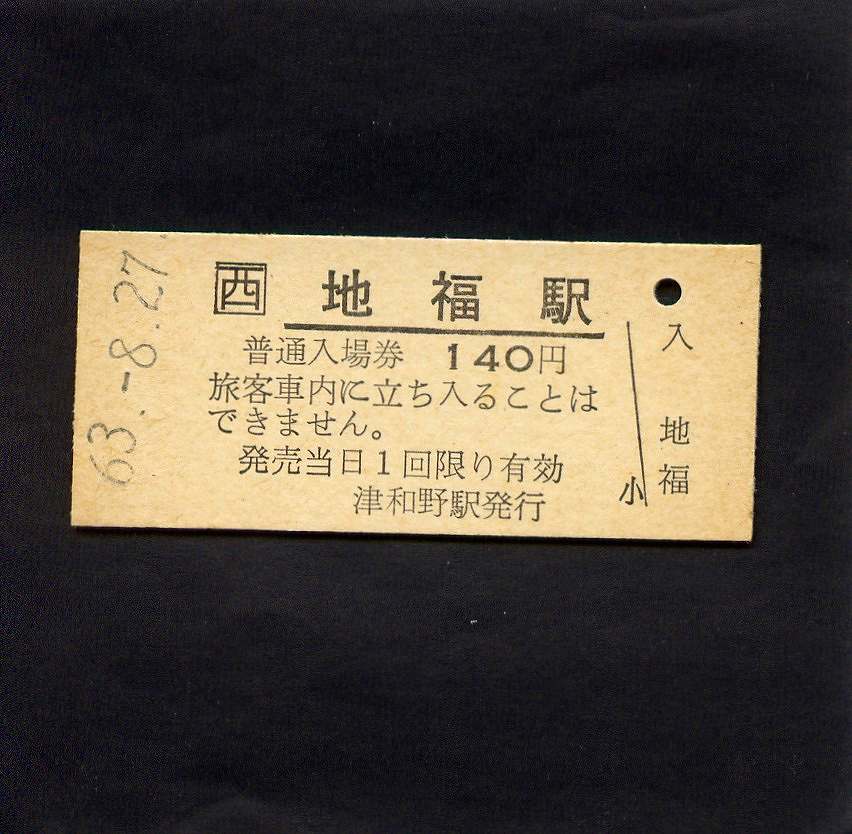 63.-8.27.
西 地福駅
普通入場券 140円
旅客車内に立ち入ることは
できません。
発売当日1回限り有効
津和野駅発行
小
入 地福